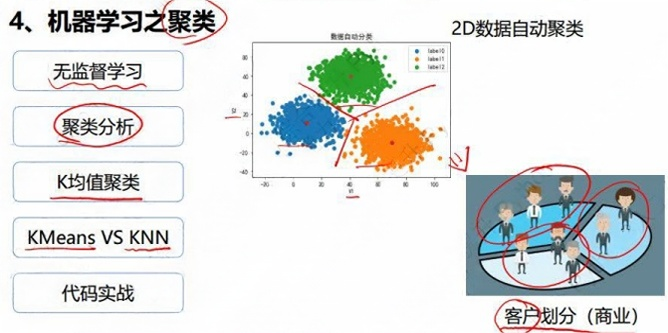 4、机器学习之聚类
无监督学习
聚类分析
K均值聚类
KMeans VS KNN
代码实战
数据自动分类
label0
label1
label2
80
60
40
20
0
-20
-40
-20
0
20
40
60
80
100
2D数据自动聚类
客户划分（商业）